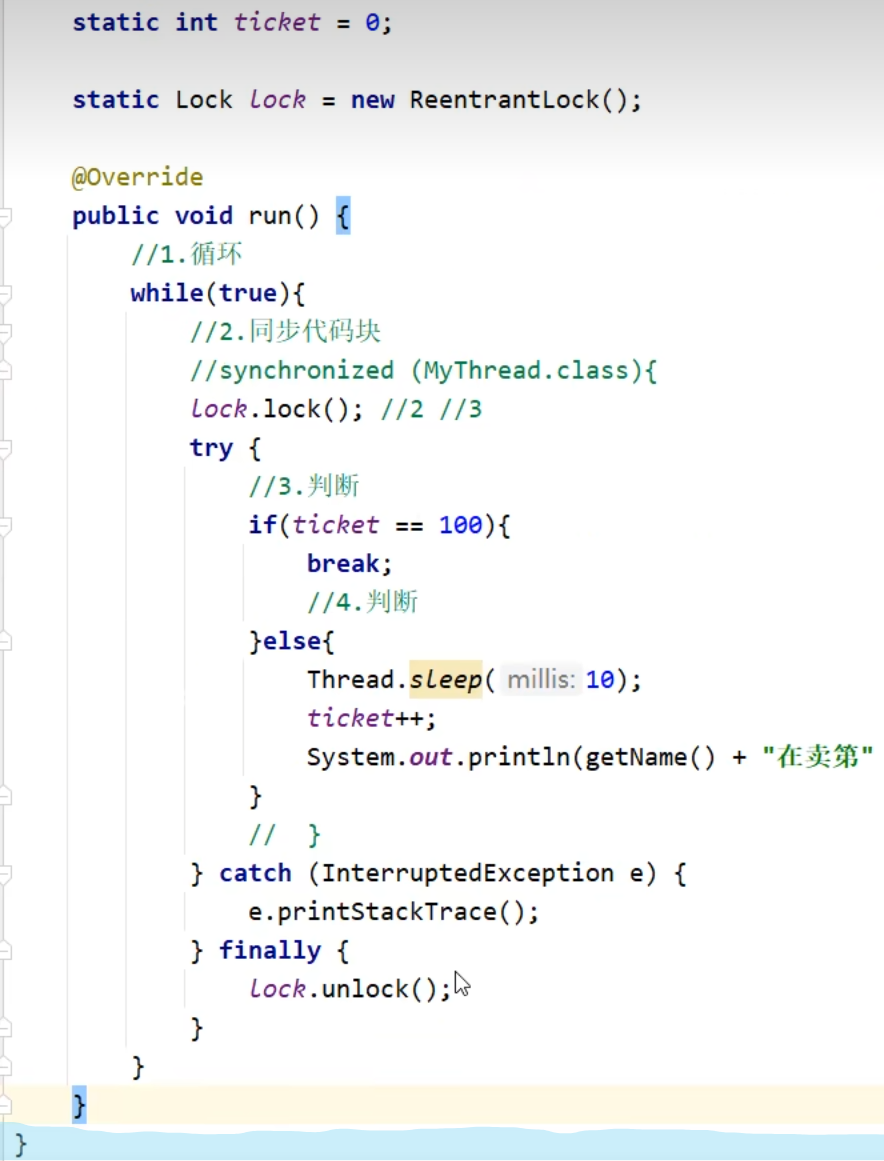 static int ticket = 0;
static Lock lock = new ReentrantLock();
@Override
public void run() {
//1.循环
while(true){
//2.同步代码块
//synchronized (MyThread.class){
lock.lock(); //2 //3
try {
//3.判断
if(ticket == 100){
break;
//4.判断
}else{
Thread.sleep( millis: 10);
ticket++;
System.out.println(getName() + "在卖第"
}
//  }
} catch (InterruptedException e) {
e.printStackTrace();
} finally {
lock.unlock();
}
}
}
}